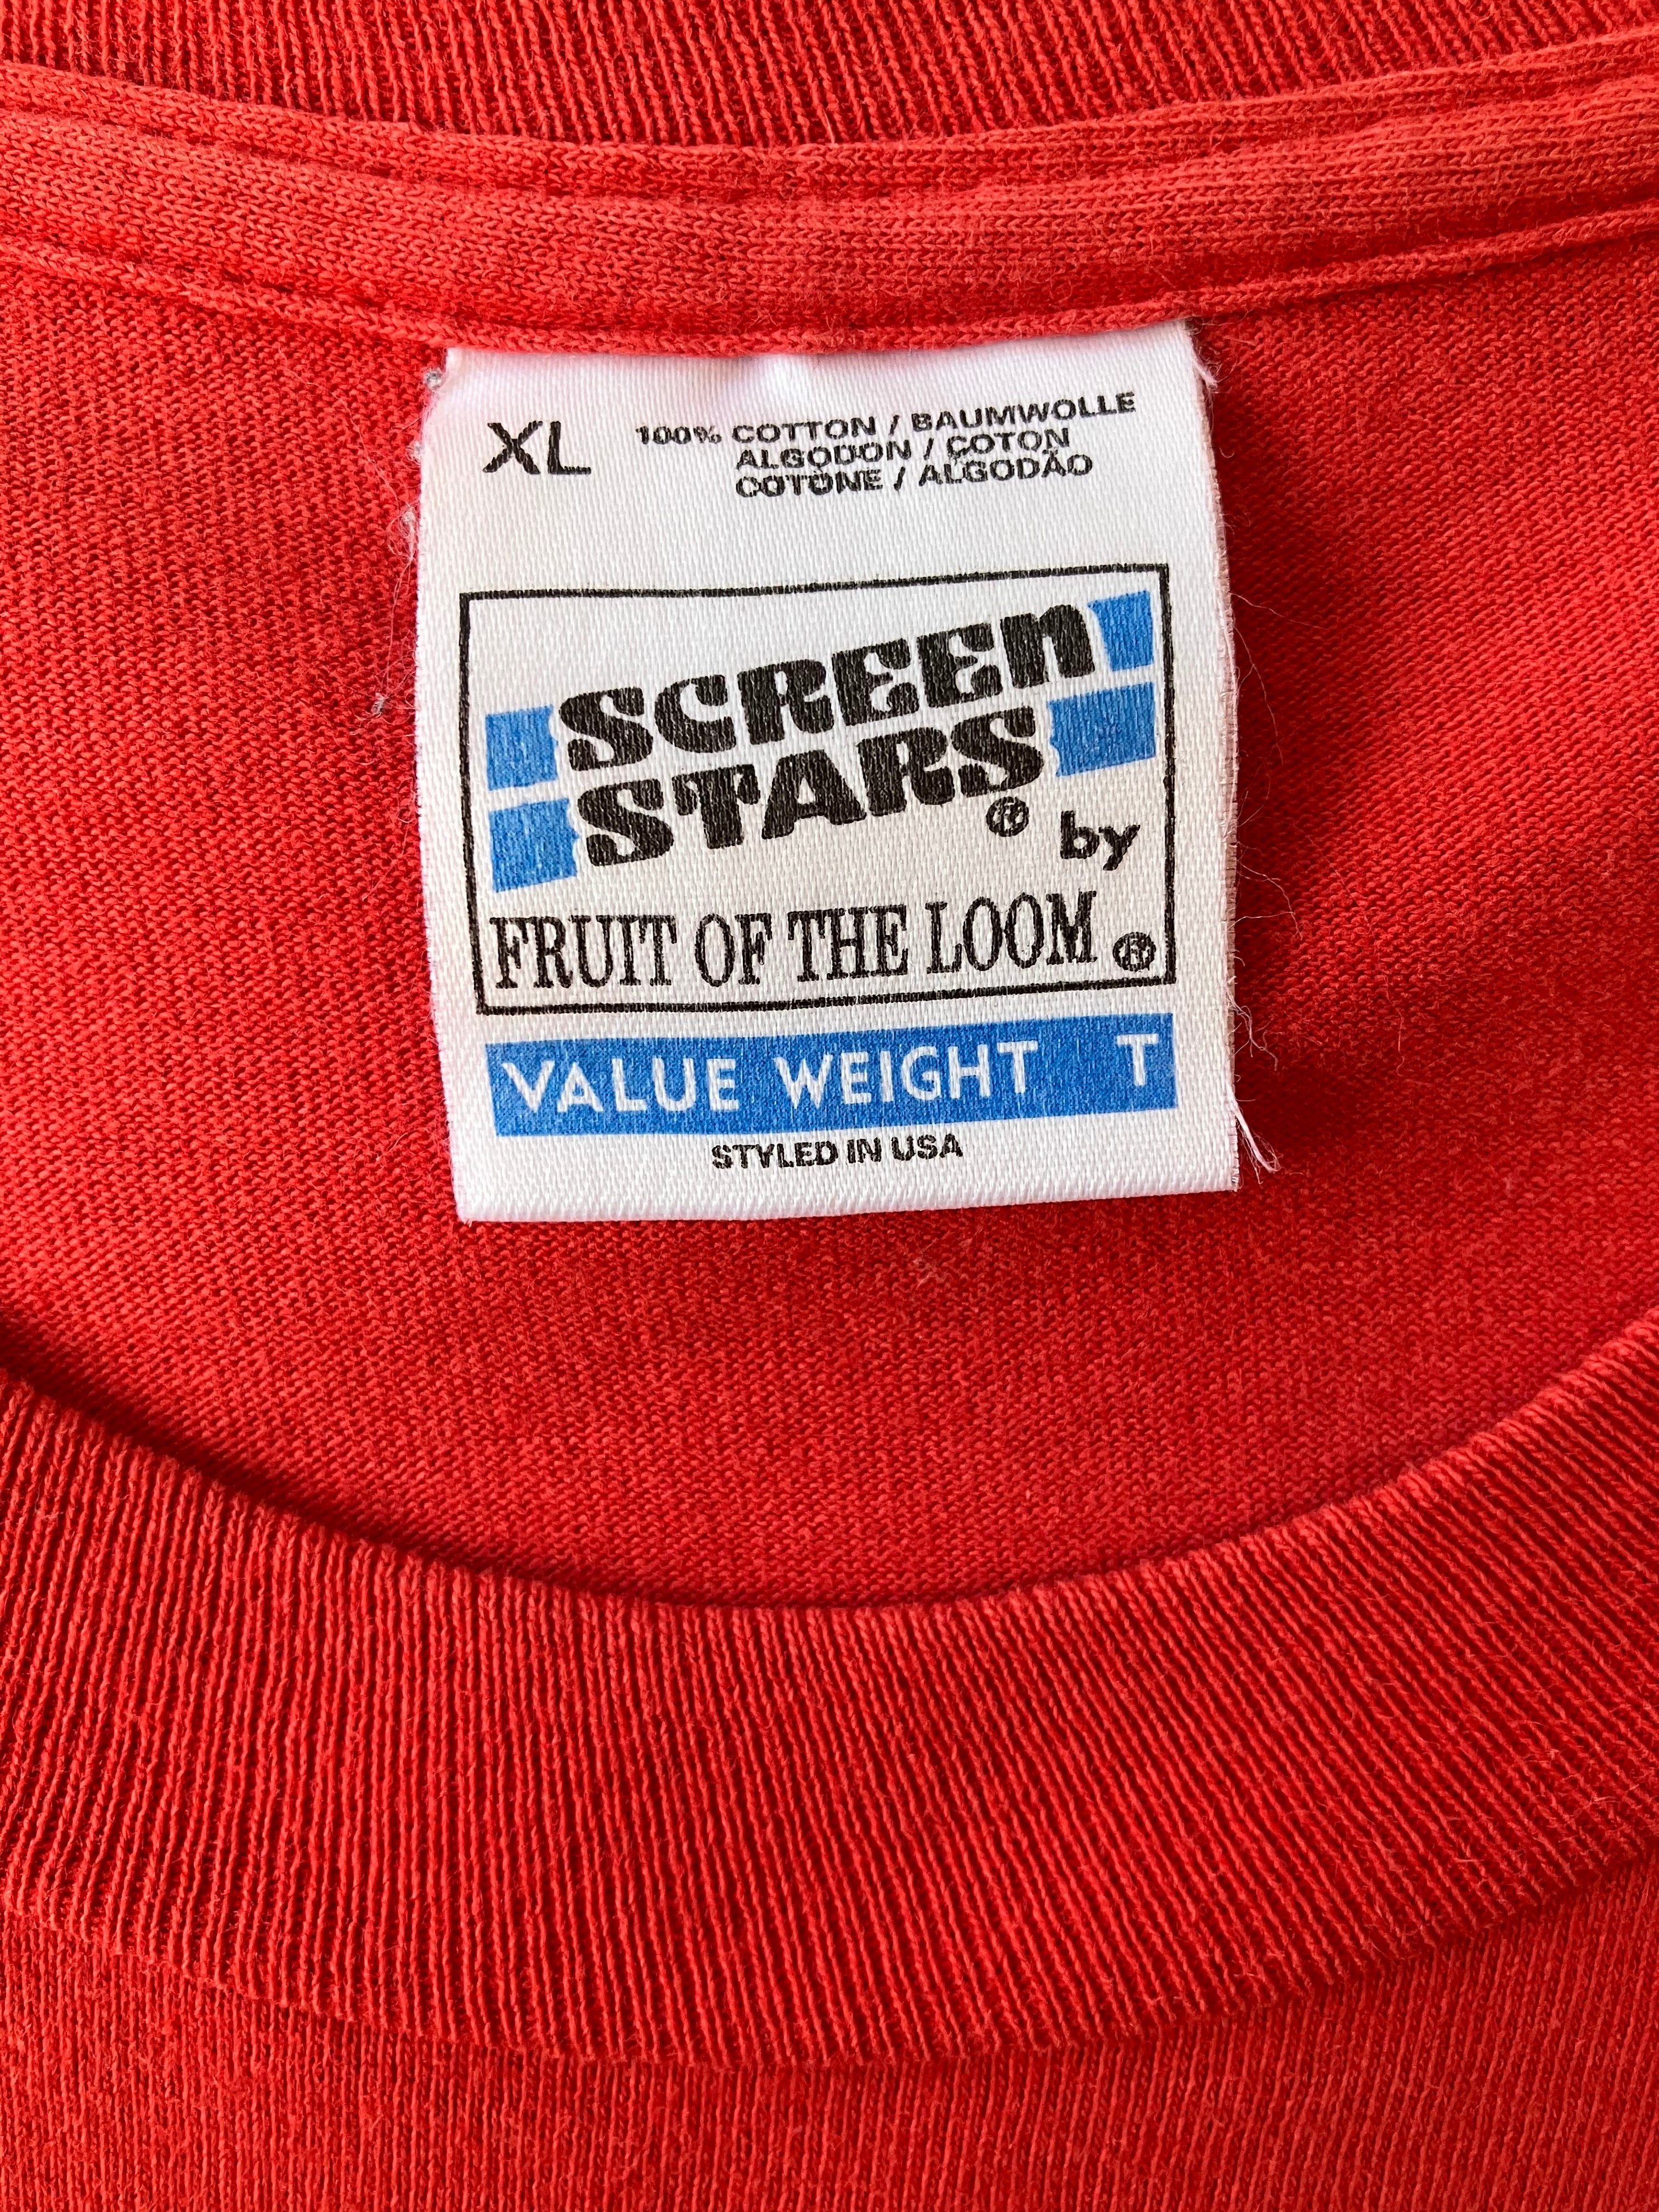 XL 100% COTTON / BAUMWOLLE
ALGODON / COTON
COTONE / ALGODÃO
SCREEN
STARS® by
FRUIT OF THE LOOM®
VALUE WEIGHT T
STYLED IN USA